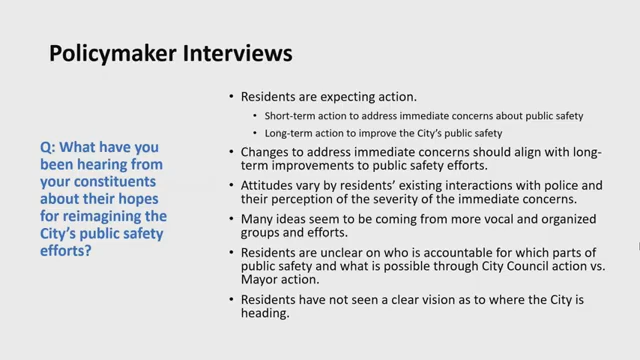 Policymaker Interviews
Q: What have you
been hearing from
your constituents
about their hopes
for reimagining the
City's public safety
efforts?
• Residents are expecting action.
• Short-term action to address immediate concerns about public safety
• Long-term action to improve the City's public safety
• Changes to address immediate concerns should align with long-
term improvements to public safety efforts.
• Attitudes vary by residents' existing interactions with police and
their perception of the severity of the immediate concerns.
• Many ideas seem to be coming from more vocal and organized
groups and efforts.
• Residents are unclear on who is accountable for which parts of
public safety and what is possible through City Council action vs.
Mayor action.
• Residents have not seen a clear vision as to where the City is
heading.